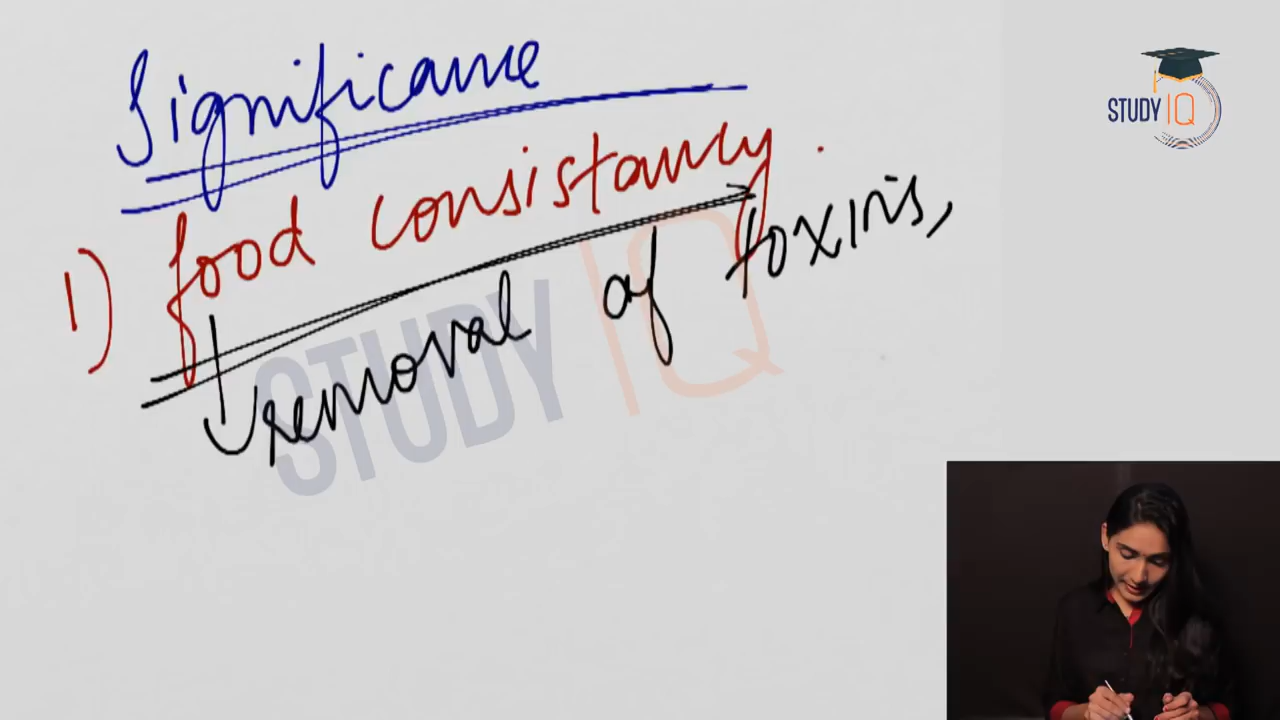 Significance
1) food consistancy.
removal of toxins,
STUDY IQ
STUDY IQ